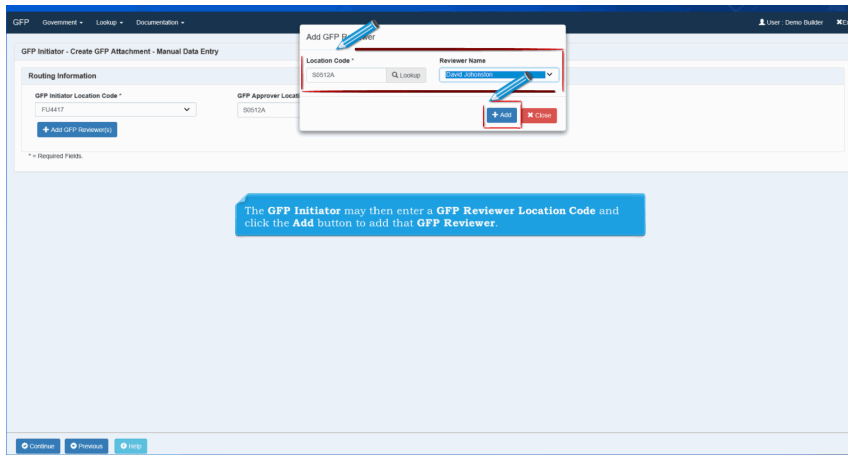 GFP Government Lookup Documentation User : Demo Builder
Add GFP
GFP Initiator - Create GFP Attachment - Manual Data Entry
Location Code * Reviewer Name
S0512A Lookup David Johonston
Routing Information
GFP Initiator Location Code * GFP Approver
FU4417 S0512A
+ Add Close
+ Add GFP Reviewer(s)
* = Required Fields.
The GFP Initiator may then enter a GFP Reviewer Location Code and
click the Add button to add that GFP Reviewer.
Continue Previous Help